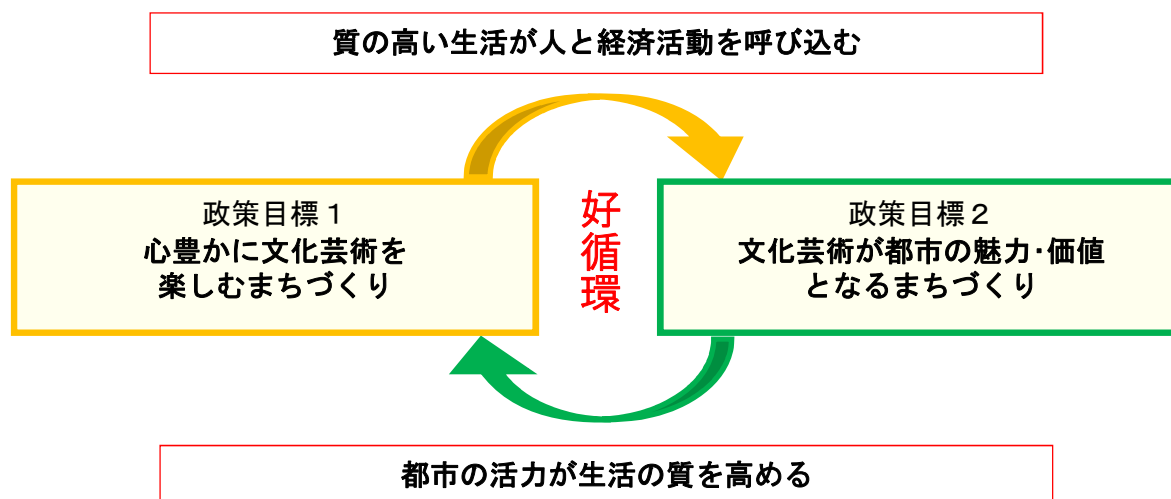 質の高い生活が人と経済活動を呼び込む
政策目標１
心豊かに文化芸術を
楽しむまちづくり
好循環
政策目標２
文化芸術が都市の魅力・価値
となるまちづくり
都市の活力が生活の質を高める